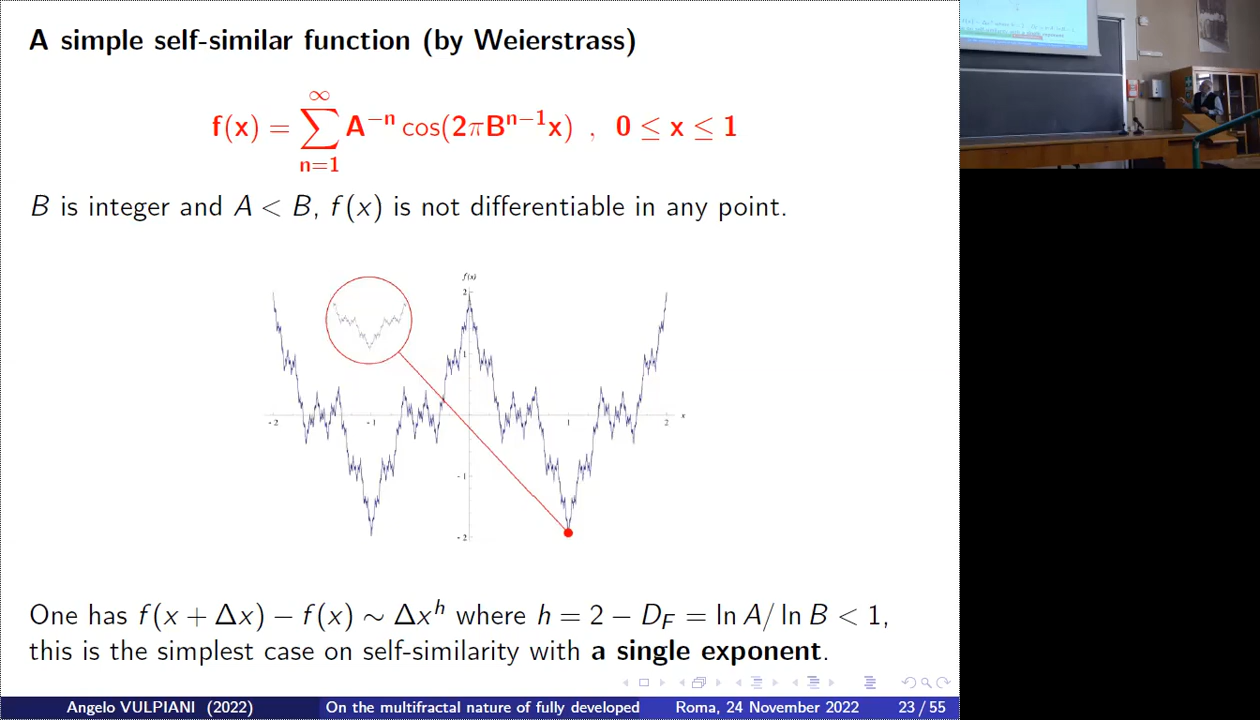 A simple self-similar function (by Weierstrass)
f(x) = ∑_{n=1}^{∞} A^{−n} cos(2πB^{n−1}x) , 0 ≤ x ≤ 1
B is integer and A < B, f(x) is not differentiable in any point.
f(x)
2
1
-2 -1 1 2 x
-1
-2
One has f(x + Δx) − f(x) ∼ Δx^h where h = 2 − D_F = ln A/ ln B < 1,
this is the simplest case on self-similarity with a single exponent.
Angelo VULPIANI (2022) On the multifractal nature of fully developed Roma, 24 November 2022 23 / 55